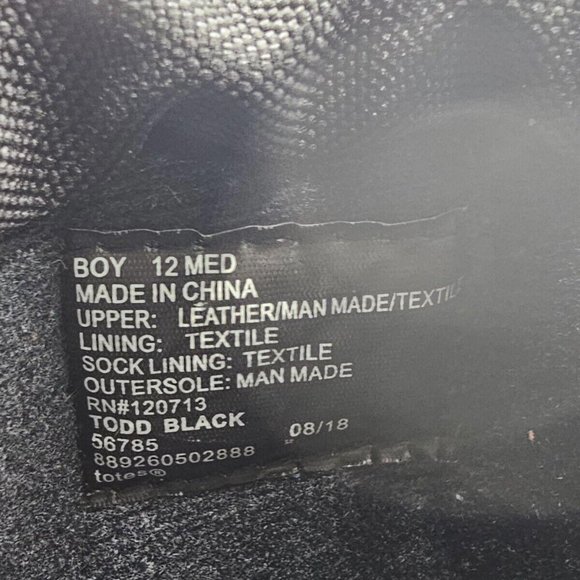 BOY 12 MED
MADE IN CHINA
UPPER: LEATHER/MAN MADE/TEXTILE
LINING: TEXTILE
SOCK LINING: TEXTILE
OUTERSOLE: MAN MADE
RN#120713
TODD BLACK 08/18
56785
889260502888
totes®